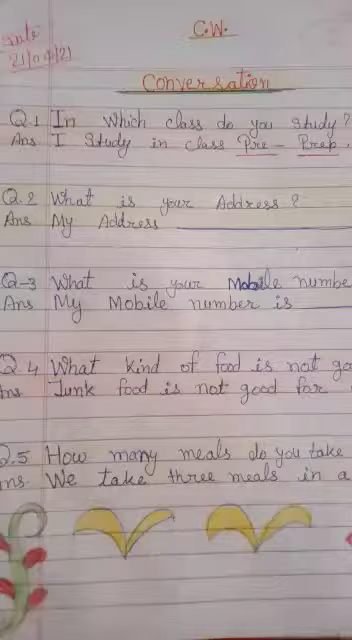 C.W.
Date
21/04/21
Conversation
Q.1 In Which class do you study?
Ans I Study in class Pre- Prep.
Q.2 What is your Address?
Ans My Address
Q-3 What is your Mobile numbe
Ans My Mobile number is
Q.4 What kind of food is not go
Ans Junk food is not good for
Q.5 How many meals do you take
Ans. We take three meals in a